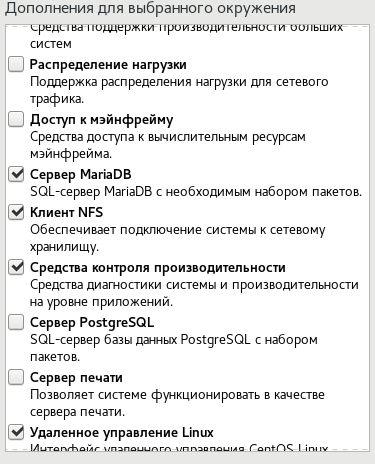 Дополнения для выбранного окружения
Средства поддержки производительности больших
систем
Распределение нагрузки
Поддержка распределения нагрузки для сетевого
трафика.
Доступ к мэйнфрейму
Средства доступа к вычислительным ресурсам
мэйнфрейма.
Сервер MariaDB
SQL-сервер MariaDB с необходимым набором пакетов.
Клиент NFS
Обеспечивает подключение системы к сетевому
хранилищу.
Средства контроля производительности
Средства диагностики системы и производительности
на уровне приложений.
Сервер PostgreSQL
SQL-сервер базы данных PostgreSQL с набором
пакетов.
Сервер печати
Позволяет системе функционировать в качестве
сервера печати.
Удаленное управление Linux
Интерфейс удаленного управления CentOS Linux